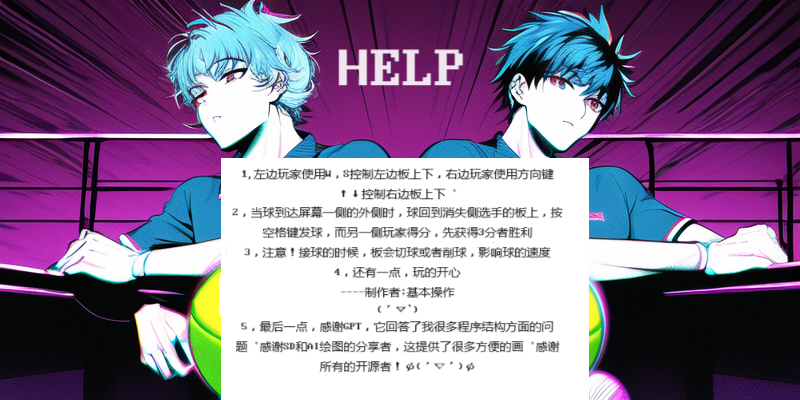 HELP
1,左边玩家使用W,S控制左边板上下,右边玩家使用方向键
↑↓控制右边板上下。
2,当球到达屏幕一侧的外侧时,球回到消失侧选手的板上,按
空格键发球,而另一侧玩家得分,先获得3分者胜利
3,注意!接球的时候,板会切球或者削球,影响球的速度
4,还有一点,玩的开心
----制作者:基本操作
(´▽`)
5,最后一点,感谢GPT,它回答了我很多程序结构方面的问
题。感谢SD和AI绘图的分享者,这提供了很多方便的画。感谢
所有的开源者!φ(´▽`)φ